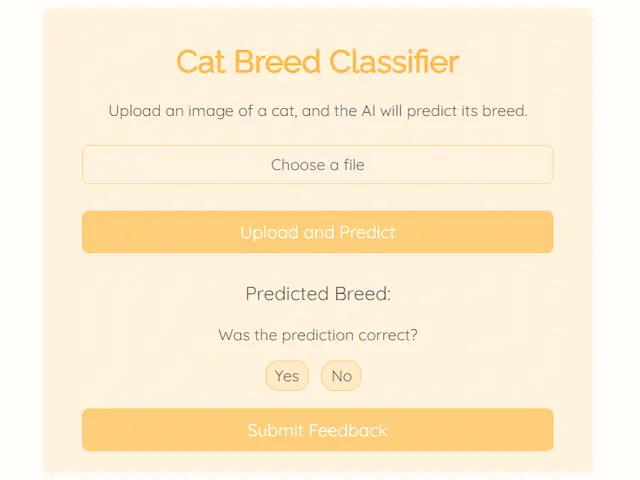 Cat Breed Classifier
Upload an image of a cat, and the AI will predict its breed.
Choose a file
Upload and Predict
Predicted Breed:
Was the prediction correct?
Yes No
Submit Feedback